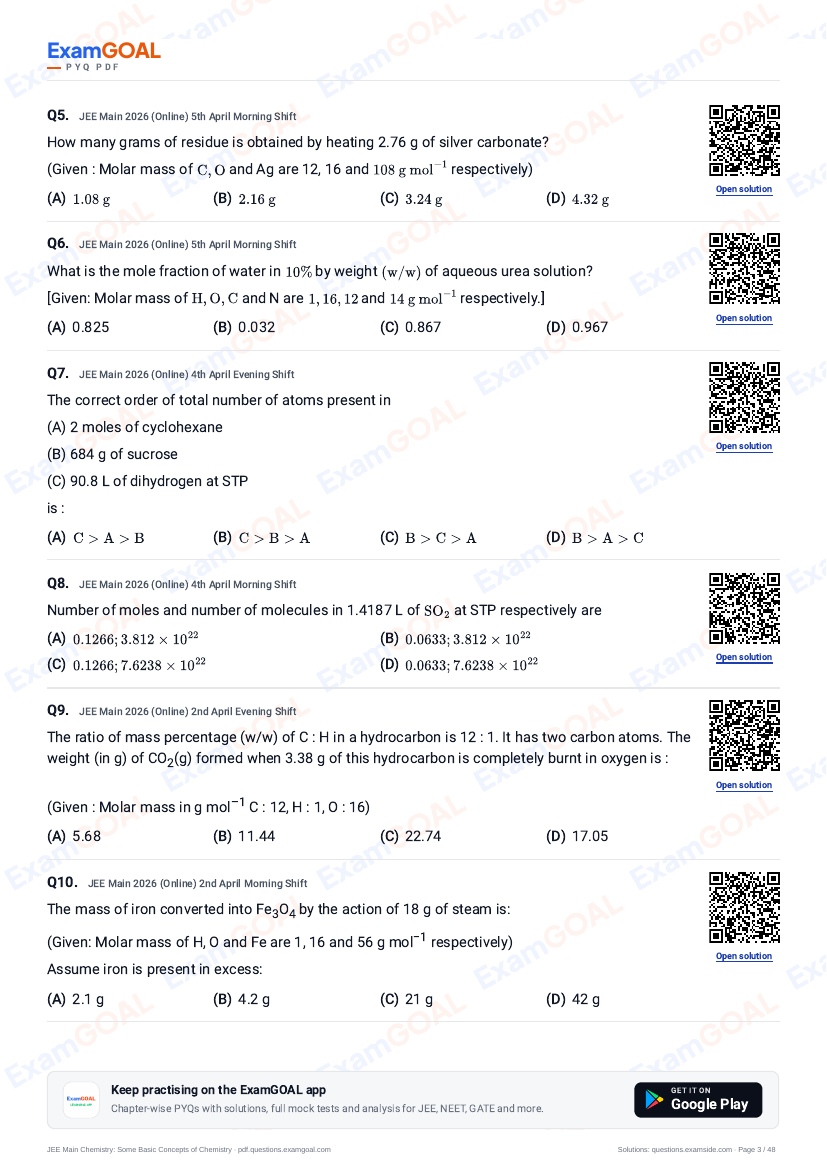 ExamGOAL
PYQ PDF
Q5. JEE Main 2026 (Online) 5th April Morning Shift
How many grams of residue is obtained by heating 2.76 g of silver carbonate?
(Given : Molar mass of C, O and Ag are 12, 16 and 108 g mol⁻¹ respectively)
(A) 1.08 g (B) 2.16 g (C) 3.24 g (D) 4.32 g
Open solution
Q6. JEE Main 2026 (Online) 5th April Morning Shift
What is the mole fraction of water in 10% by weight (w/w) of aqueous urea solution?
[Given: Molar mass of H, O, C and N are 1, 16, 12 and 14 g mol⁻¹ respectively.]
(A) 0.825 (B) 0.032 (C) 0.867 (D) 0.967
Open solution
Q7. JEE Main 2026 (Online) 4th April Evening Shift
The correct order of total number of atoms present in
(A) 2 moles of cyclohexane
(B) 684 g of sucrose
(C) 90.8 L of dihydrogen at STP
is :
(A) C > A > B (B) C > B > A (C) B > C > A (D) B > A > C
Open solution
Q8. JEE Main 2026 (Online) 4th April Morning Shift
Number of moles and number of molecules in 1.4187 L of SO₂ at STP respectively are
(A) 0.1266; 3.812 × 10²² (B) 0.0633; 3.812 × 10²²
(C) 0.1266; 7.6238 × 10²² (D) 0.0633; 7.6238 × 10²²
Open solution
Q9. JEE Main 2026 (Online) 2nd April Evening Shift
The ratio of mass percentage (w/w) of C : H in a hydrocarbon is 12 : 1. It has two carbon atoms. The
weight (in g) of CO₂(g) formed when 3.38 g of this hydrocarbon is completely burnt in oxygen is :
(Given : Molar mass in g mol⁻¹ C : 12, H : 1, O : 16)
(A) 5.68 (B) 11.44 (C) 22.74 (D) 17.05
Open solution
Q10. JEE Main 2026 (Online) 2nd April Morning Shift
The mass of iron converted into Fe₃O₄ by the action of 18 g of steam is:
(Given: Molar mass of H, O and Fe are 1, 16 and 56 g mol⁻¹ respectively)
Assume iron is present in excess:
(A) 2.1 g (B) 4.2 g (C) 21 g (D) 42 g
Open solution
Keep practising on the ExamGOAL app
Chapter-wise PYQs with solutions, full mock tests and analysis for JEE, NEET, GATE and more.
GET IT ON
Google Play
JEE Main Chemistry: Some Basic Concepts of Chemistry · pdf.questions.examgoal.com Solutions: questions.examside.com · Page 3 / 48